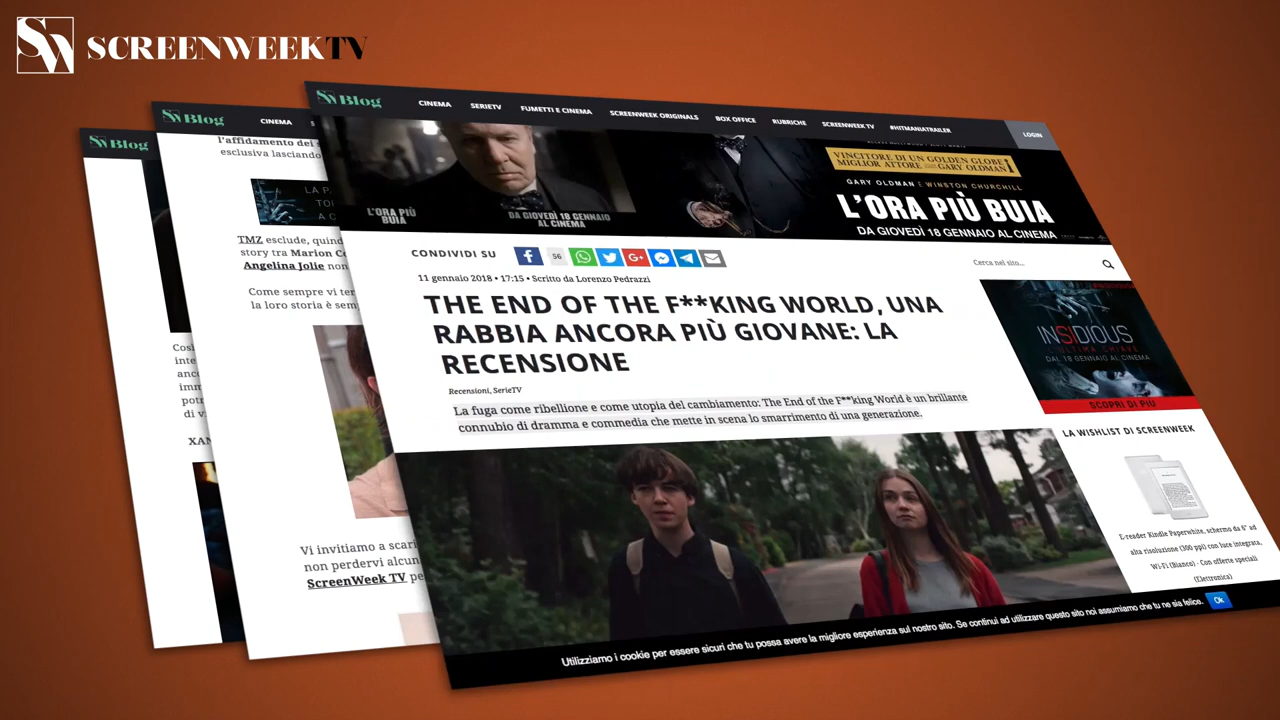 SW SCREENWEEKTV
SW Blog
SW Blog
CINEMA
SW Blog
CINEMA
SERIETV
FUMETTI E CINEMA
SCREENWEEK ORIGINALS
BOX OFFICE
RUBRICHE
SCREENWEEK TV
#HITMANIATRAILER
LOGIN
VINCITORE DI UN GOLDEN GLOBE
MIGLIOR ATTORE GARY OLDMAN
GARY OLDMAN È WINSTON CHURCHILL
L'ORA PIÙ BUIA
DA GIOVEDÌ 18 GENNAIO AL CINEMA
L'ORA PIÙ
BUIA
DA GIOVEDÌ 18 GENNAIO
AL CINEMA
CONDIVIDI SU
56
Cerca nel sito...
11 gennaio 2018 • 17:15 • Scritto da Lorenzo Pedrazzi
THE END OF THE F**KING WORLD, UNA
RABBIA ANCORA PIÙ GIOVANE: LA
RECENSIONE
Recensioni, SerieTV
La fuga come ribellione e come utopia del cambiamento: The End of the F**king World è un brillante
connubio di dramma e commedia che mette in scena lo smarrimento di una generazione.
INSIDIOUS
L'ULTIMA CHIAVE
DAL 18 GENNAIO AL CINEMA
SCOPRI DI PIÙ
LA WISHLIST DI SCREENWEEK
E-reader Kindle Paperwhite, schermo da 6" ad
alta risoluzione (300 ppi) con luce integrata,
Wi-Fi (Bianco) - Con offerte speciali
(Elettronica)
Utilizziamo i cookie per essere sicuri che tu possa avere la migliore esperienza sul nostro sito. Se continui ad utilizzare questo sito noi assumiamo che tu ne sia felice.
Ok
l'affidamento dei
esclusiva lasciando
LA P
TO
A C
TMZ esclude, quind
story tra Marion Co
Angelina Jolie non
Come sempre vi ter
la loro storia è sem
Vi invitiamo a scari
non perdervi alcun
ScreenWeek TV pe
Così
inte
anc
imm
di v
XAN